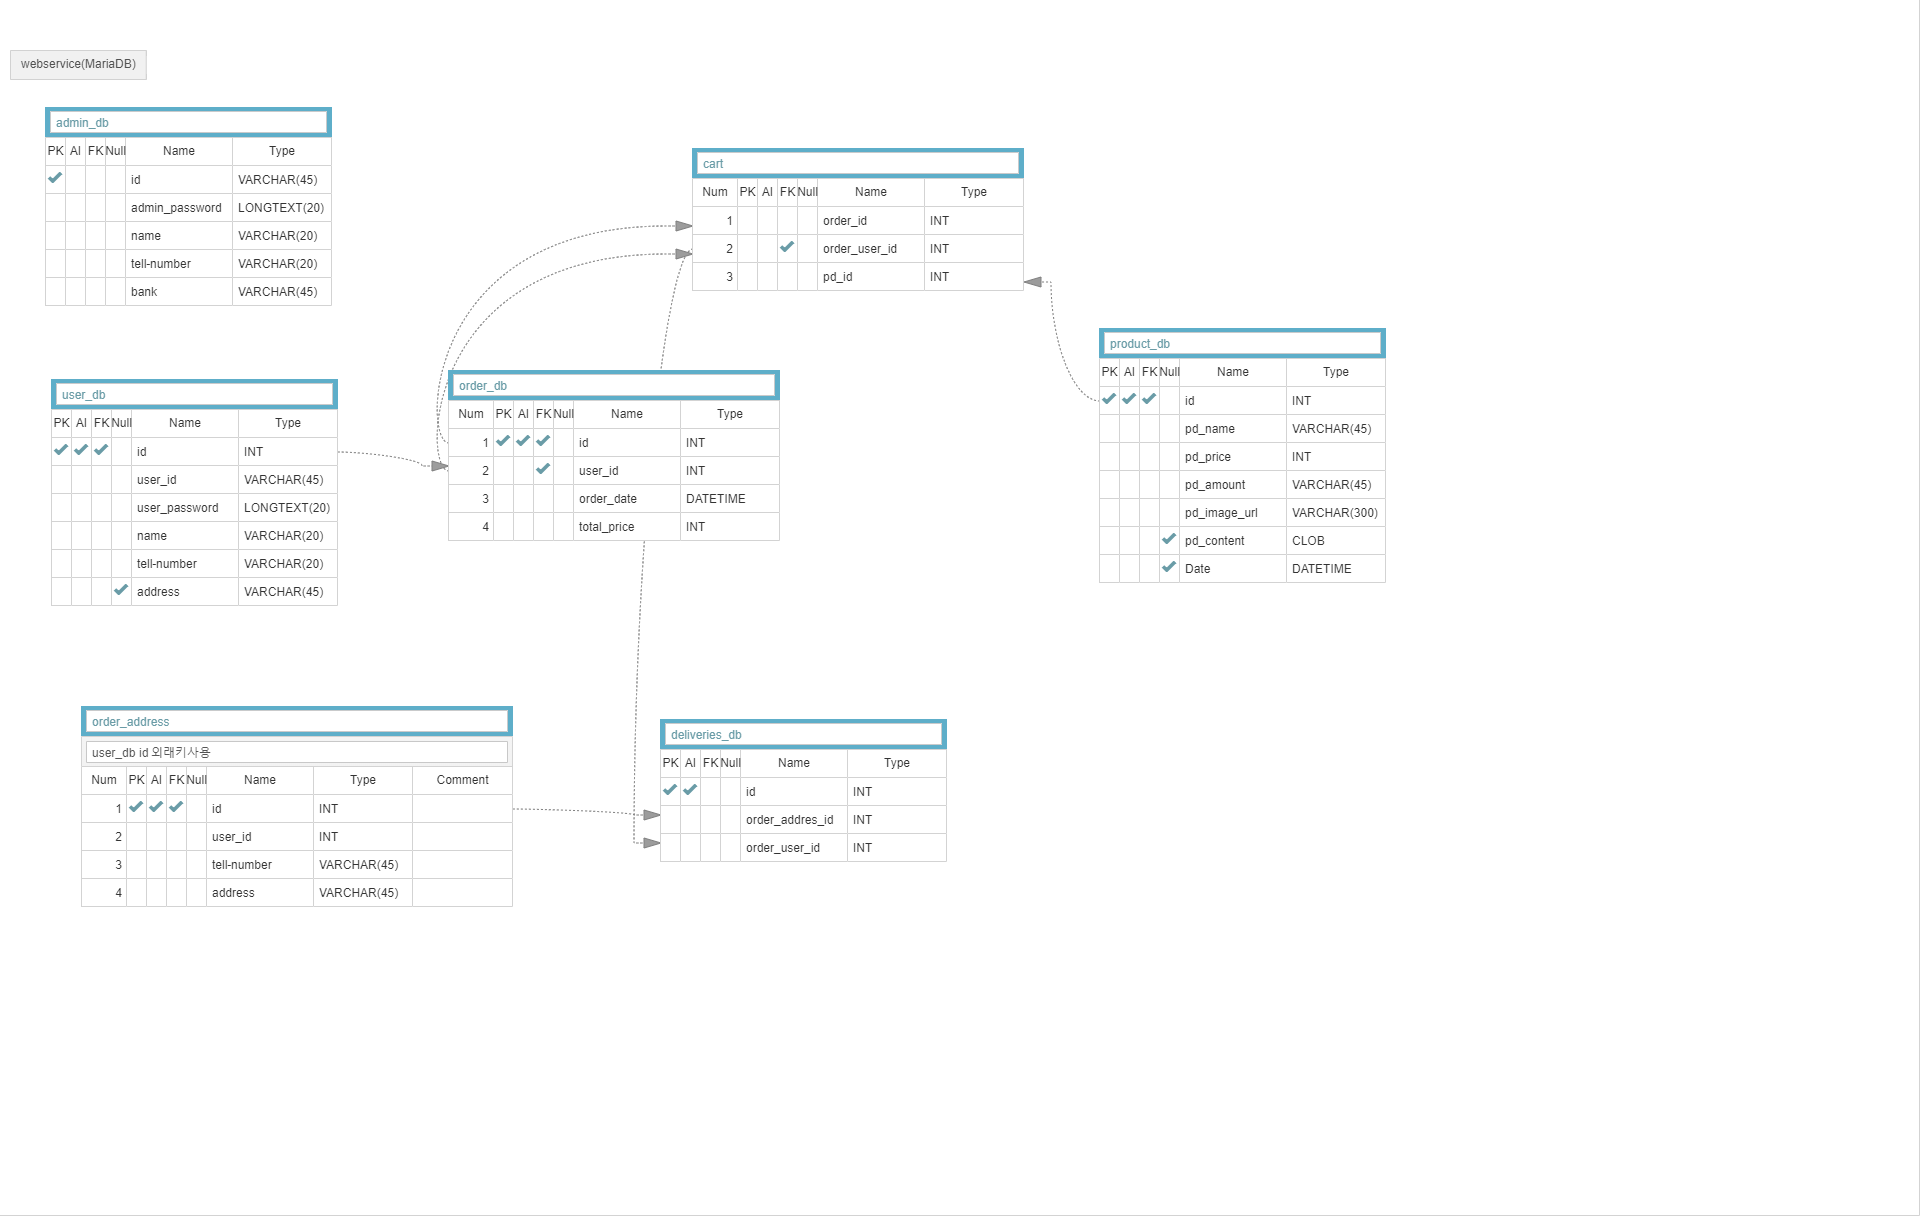 webservice(MariaDB)
admin_db
PK AI FK Null Name Type
id VARCHAR(45)
admin_password LONGTEXT(20)
name VARCHAR(20)
tell-number VARCHAR(20)
bank VARCHAR(45)
cart
Num PK AI FK Null Name Type
1 order_id INT
2 order_user_id INT
3 pd_id INT
product_db
PK AI FK Null Name Type
id INT
pd_name VARCHAR(45)
pd_price INT
pd_amount VARCHAR(45)
pd_image_url VARCHAR(300)
pd_content CLOB
Date DATETIME
user_db
PK AI FK Null Name Type
id INT
user_id VARCHAR(45)
user_password LONGTEXT(20)
name VARCHAR(20)
tell-number VARCHAR(20)
address VARCHAR(45)
order_db
Num PK AI FK Null Name Type
1 id INT
2 user_id INT
3 order_date DATETIME
4 total_price INT
order_address
user_db id 외래키사용
Num PK AI FK Null Name Type Comment
1 id INT
2 user_id INT
3 tell-number VARCHAR(45)
4 address VARCHAR(45)
deliveries_db
PK AI FK Null Name Type
id INT
order_addres_id INT
order_user_id INT